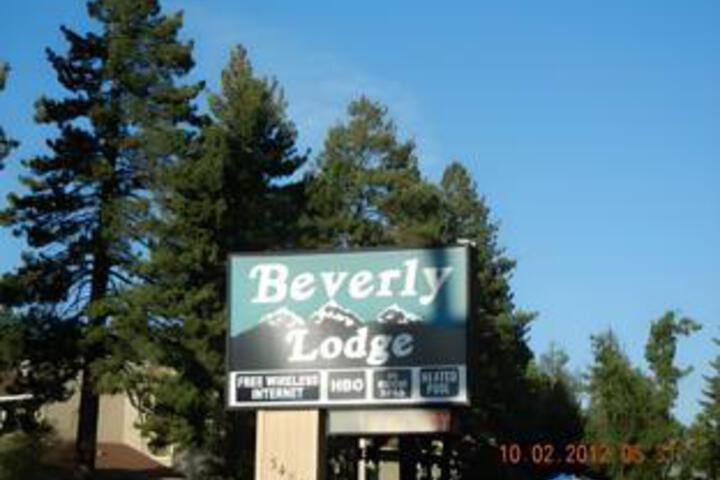 Beverly
Lodge
FREE WIRELESS
INTERNET
HBO
HEATED
POOL
10.02.2012